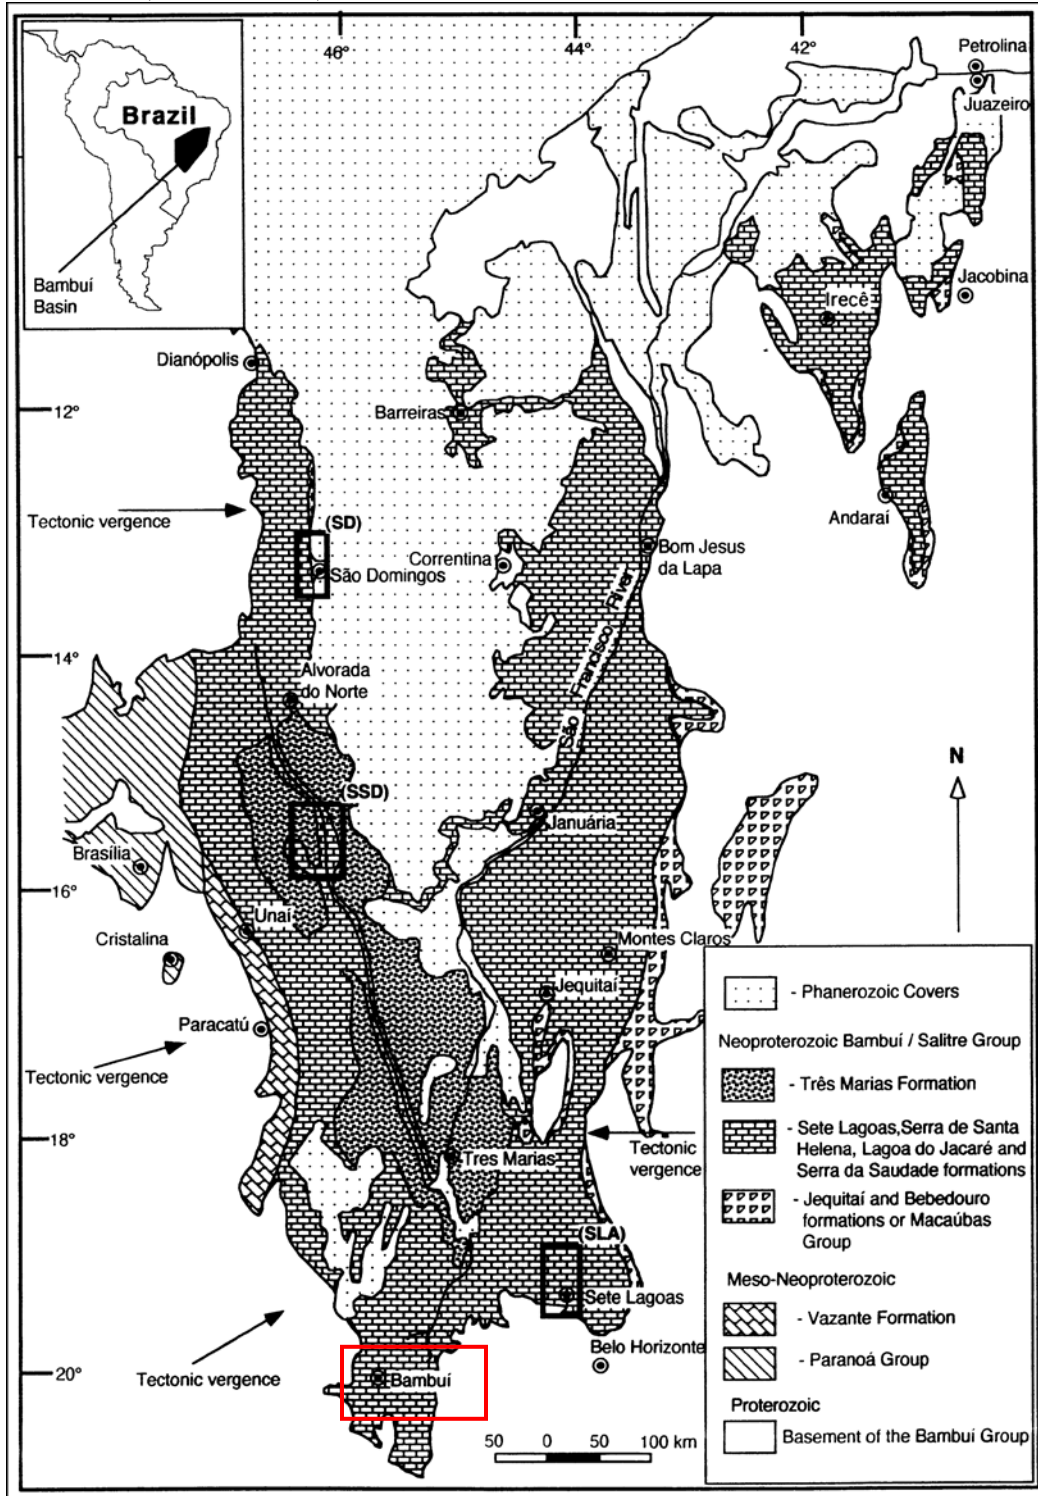 46°
44°
42°
Petrolina
Juazeiro
Brazil
Bambuí
Basin
Jacobina
Irecê
Dianópolis
12°
Barreiras
Andaraí
Tectonic vergence
(SD)
São Domingos
Correntina
Bom Jesus
da Lapa
São Francisco River
14°
Alvorada
do Norte
(SSD)
Januária
N
Brasília
16°
Unaí
Cristalina
Montes Claros
Jequitaí
Paracatú
Tectonic vergence
18°
Tres Marias
Tectonic
vergence
(SLA)
Sete Lagoas
Belo Horizonte
20°
Bambuí
Tectonic vergence
50 0 50 100 km
- Phanerozoic Covers
Neoproterozoic Bambuí / Salitre Group
- Três Marias Formation
- Sete Lagoas,Serra de Santa
Helena, Lagoa do Jacaré and
Serra da Saudade formations
- Jequitaí and Bebedouro
formations or Macaúbas
Group
Meso-Neoproterozoic
- Vazante Formation
- Paranoá Group
Proterozoic
Basement of the Bambuí Group